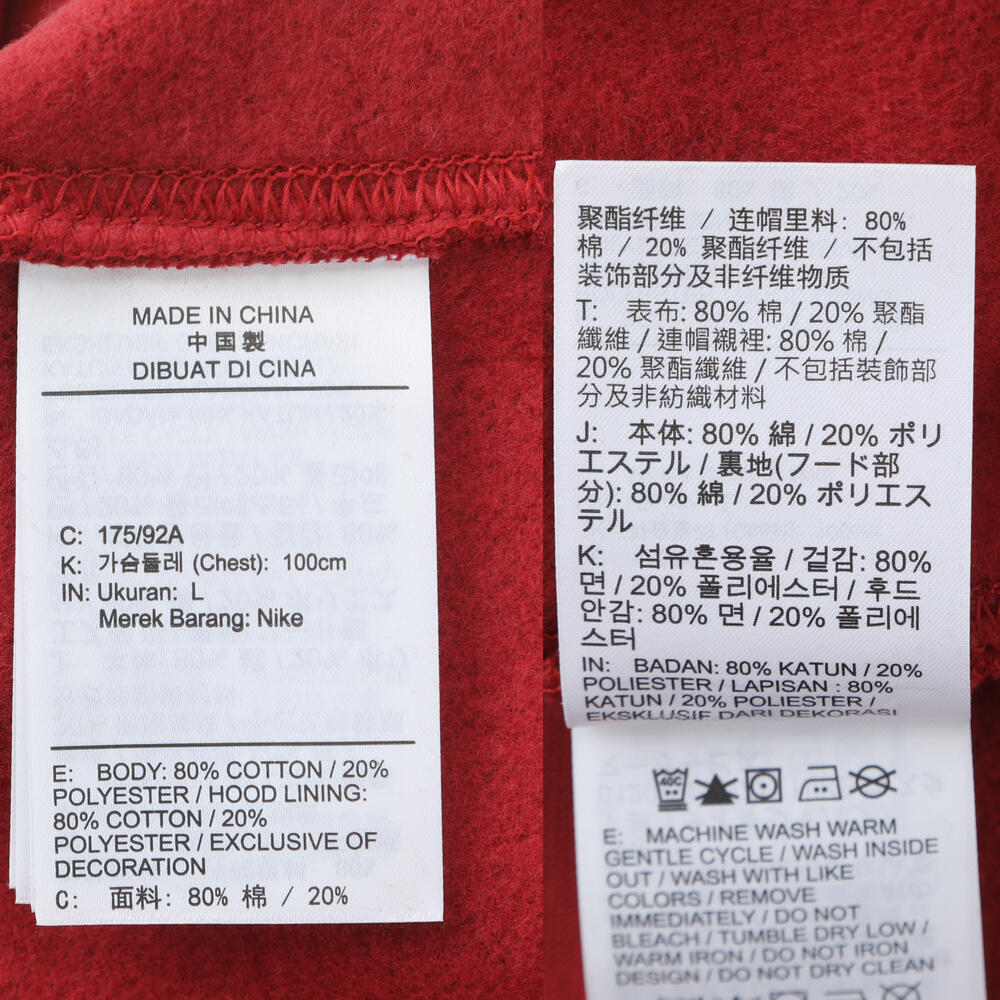 MADE IN CHINA
中国製
DIBUAT DI CINA
C: 175/92A
K: 가슴둘레 (Chest): 100cm
IN: Ukuran: L
Merek Barang: Nike
E: BODY: 80% COTTON / 20%
POLYESTER / HOOD LINING:
80% COTTON / 20%
POLYESTER / EXCLUSIVE OF
DECORATION
C: 面料: 80% 棉 / 20%
聚酯纤维 / 连帽里料: 80%
棉 / 20% 聚酯纤维 / 不包括
装饰部分及非纤维物质
T: 表布: 80% 棉 / 20% 聚酯
纖維 / 連帽襯裡: 80% 棉 /
20% 聚酯纖維 / 不包括裝飾部
分及非紡織材料
J: 本体: 80% 綿 / 20% ポリ
エステル / 裏地(フード部
分): 80% 綿 / 20% ポリエス
テル
K: 섬유혼용율 / 겉감: 80%
면 / 20% 폴리에스터 / 후드
안감: 80% 면 / 20% 폴리에
스터
IN: BADAN: 80% KATUN / 20%
POLIESTER / LAPISAN : 80%
KATUN / 20% POLIESTER /
EKSKLUSIF DARI DEKORASI
E: MACHINE WASH WARM
GENTLE CYCLE / WASH INSIDE
OUT / WASH WITH LIKE
COLORS / REMOVE
IMMEDIATELY / DO NOT
BLEACH / TUMBLE DRY LOW /
WARM IRON / DO NOT IRON
DESIGN / DO NOT DRY CLEAN